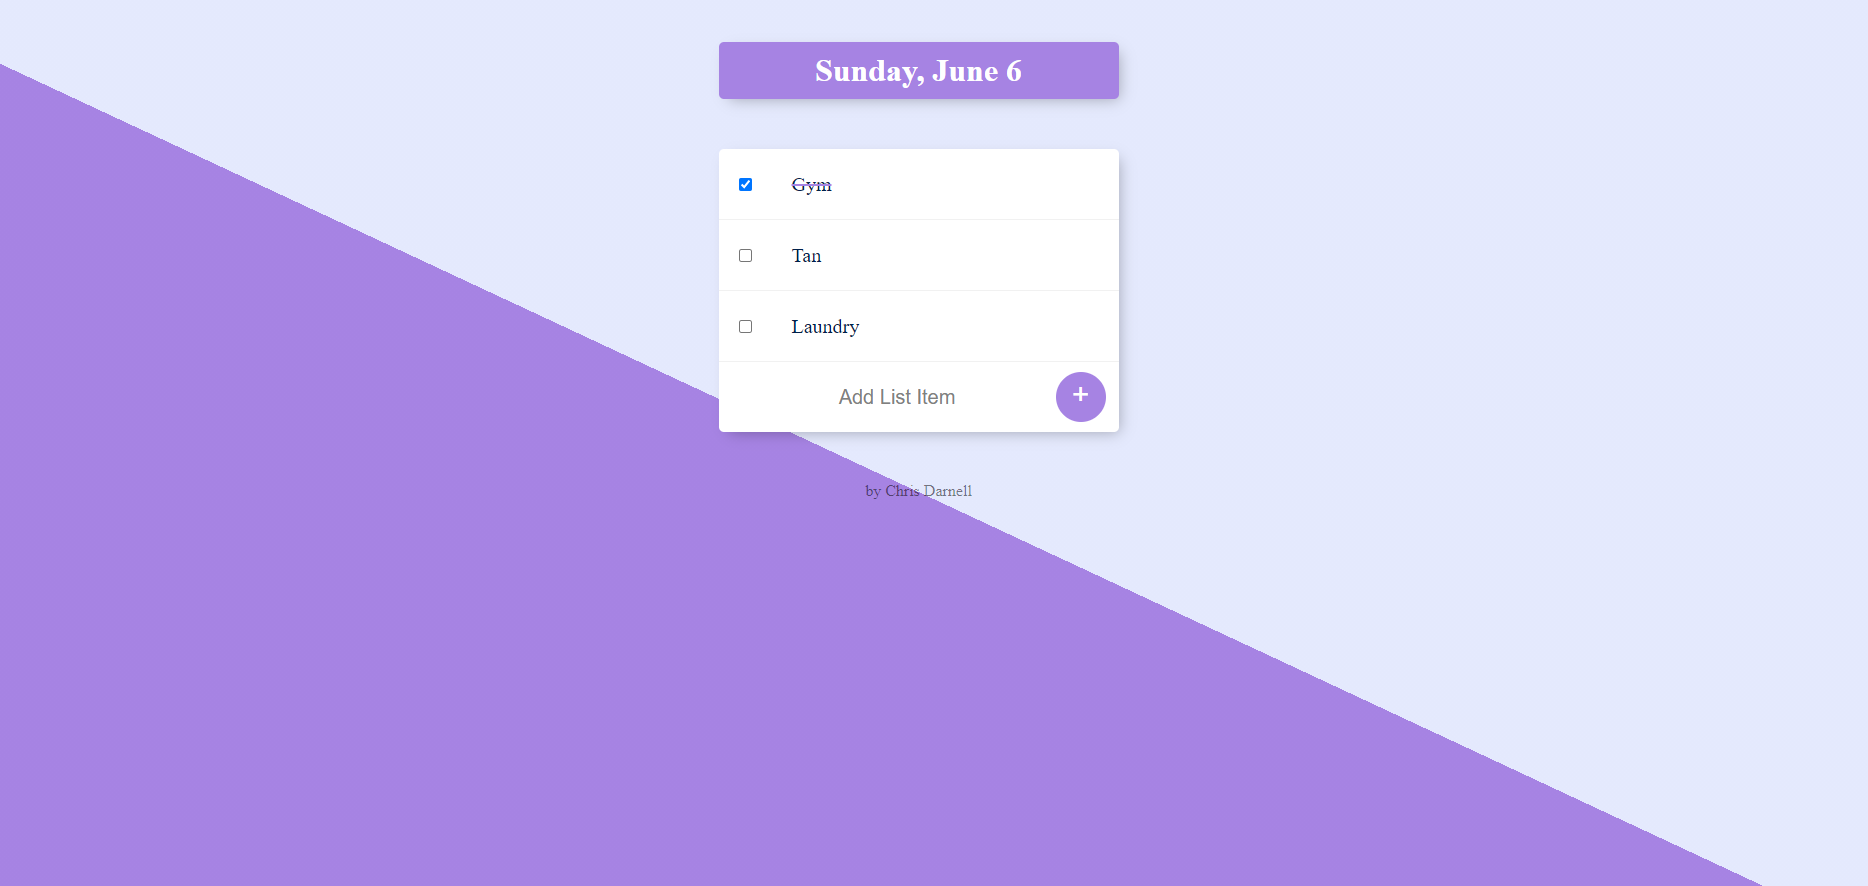 Sunday, June 6
Gym
Tan
Laundry
Add List Item
+
by Chris Darnell